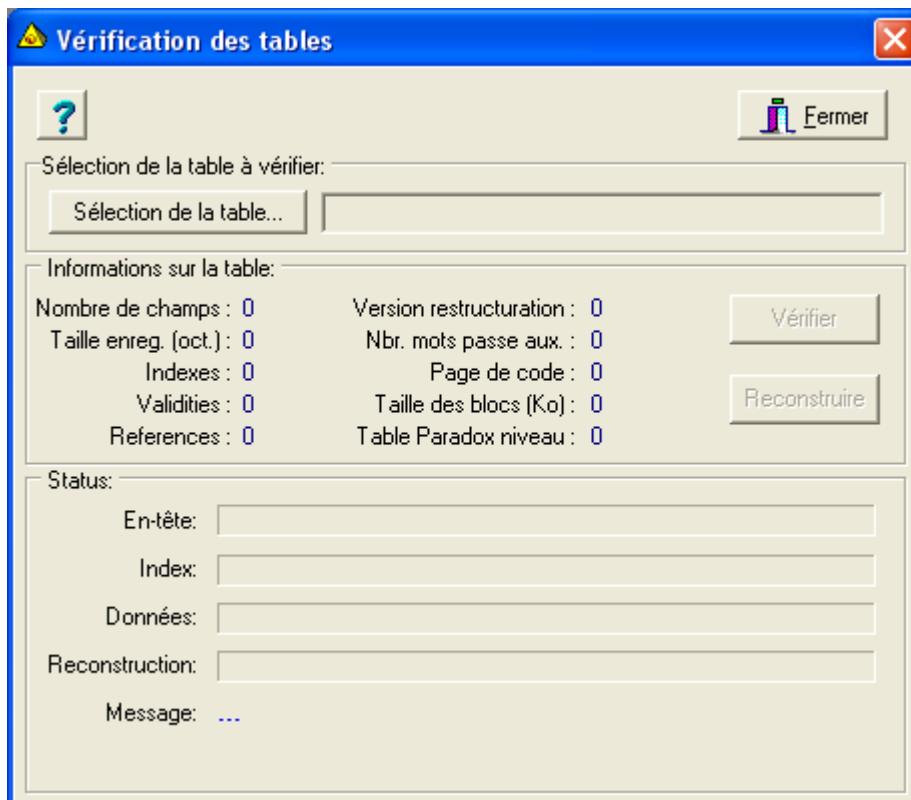 Vérification des tables
?
Fermer
Sélection de la table à vérifier:
Sélection de la table...
Informations sur la table:
Nombre de champs : 0 Version restructuration : 0
Vérifier
Taille enreg. (oct.) : 0 Nbr. mots passe aux. : 0
Indexes : 0 Page de code : 0
Validities : 0 Taille des blocs (Ko) : 0
Reconstruire
References : 0 Table Paradox niveau : 0
Status:
En-tête:
Index:
Données:
Reconstruction:
Message: ...